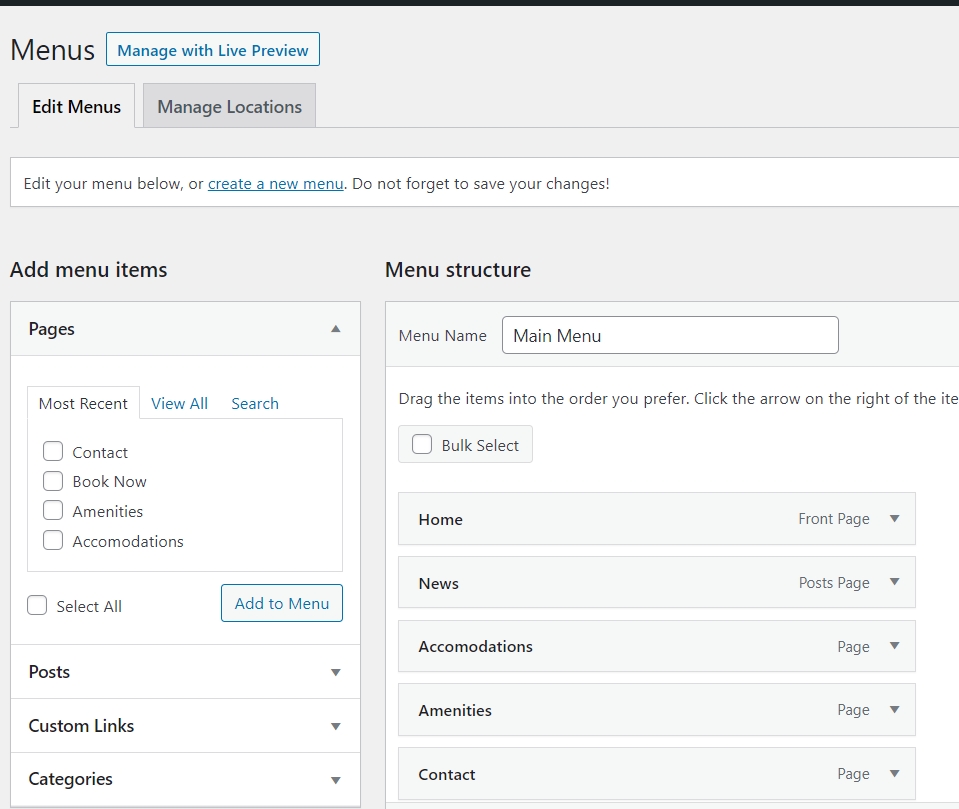 Menus Manage with Live Preview
Edit Menus Manage Locations
Edit your menu below, or create a new menu. Do not forget to save your changes!
Add menu items
Pages
Most Recent View All Search
Contact
Book Now
Amenities
Accomodations
Select All Add to Menu
Posts
Custom Links
Categories
Menu structure
Menu Name Main Menu
Drag the items into the order you prefer. Click the arrow on the right of the ite
Bulk Select
Home Front Page
News Posts Page
Accomodations Page
Amenities Page
Contact Page